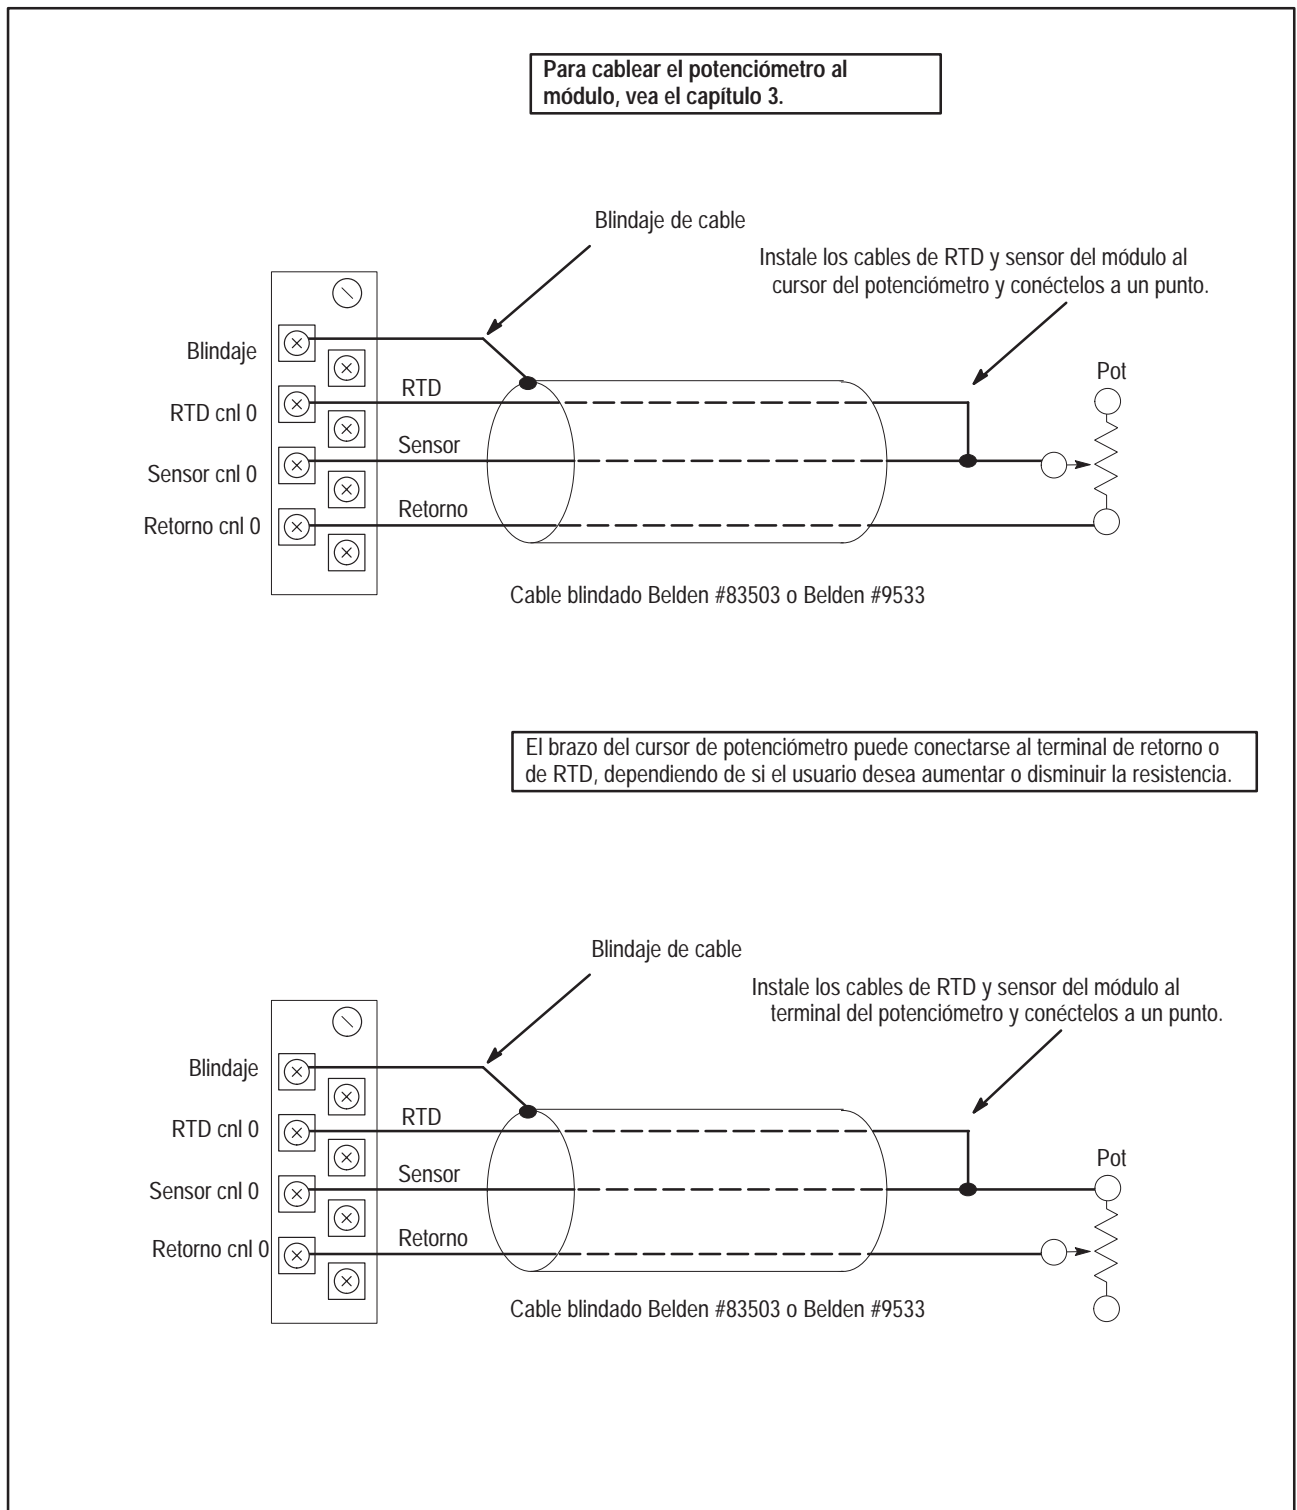 Para cablear el potenciómetro al
módulo, vea el capítulo 3.
Blindaje de cable
Instale los cables de RTD y sensor del módulo al
cursor del potenciómetro y conéctelos a un punto.
Blindaje
RTD
Pot
RTD cnl 0
Sensor
Sensor cnl 0
Retorno
Retorno cnl 0
Cable blindado Belden #83503 o Belden #9533
El brazo del cursor de potenciómetro puede conectarse al terminal de retorno o
de RTD, dependiendo de si el usuario desea aumentar o disminuir la resistencia.
Blindaje de cable
Instale los cables de RTD y sensor del módulo al
terminal del potenciómetro y conéctelos a un punto.
Blindaje
RTD
RTD cnl 0
Pot
Sensor
Sensor cnl 0
Retorno
Retorno cnl 0
Cable blindado Belden #83503 o Belden #9533